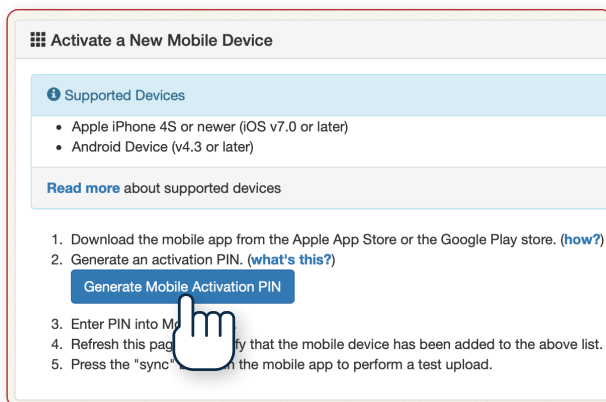 Activate a New Mobile Device
Supported Devices
• Apple iPhone 4S or newer (iOS v7.0 or later)
• Android Device (v4.3 or later)
Read more about supported devices
1. Download the mobile app from the Apple App Store or the Google Play store. (how?)
2. Generate an activation PIN. (what's this?)
Generate Mobile Activation PIN
3. Enter PIN into
4. Refresh this that the mobile device has been added to the above list.
5. Press the "sync" the mobile app to perform a test upload.